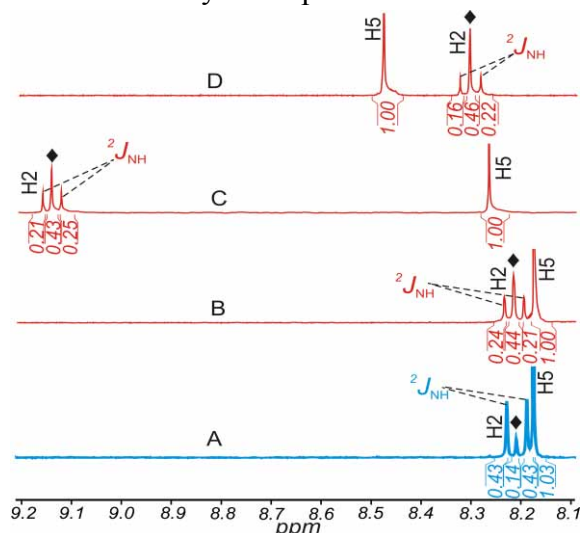 H5
H2
◆
²J_NH
D
1.00
0.16
0.46
0.22
²J_NH
H2
◆
C
H5
0.21
0.43
0.25
1.00
²J_NH
H2
◆
H5
B
0.24
0.44
0.21
1.00
²J_NH
H2
◆
H5
A
0.43
0.14
0.43
1.03
9.2 9.1 9.0 8.9 8.8 8.7 8.6 8.5 8.4 8.3 8.2 8.1
ppm